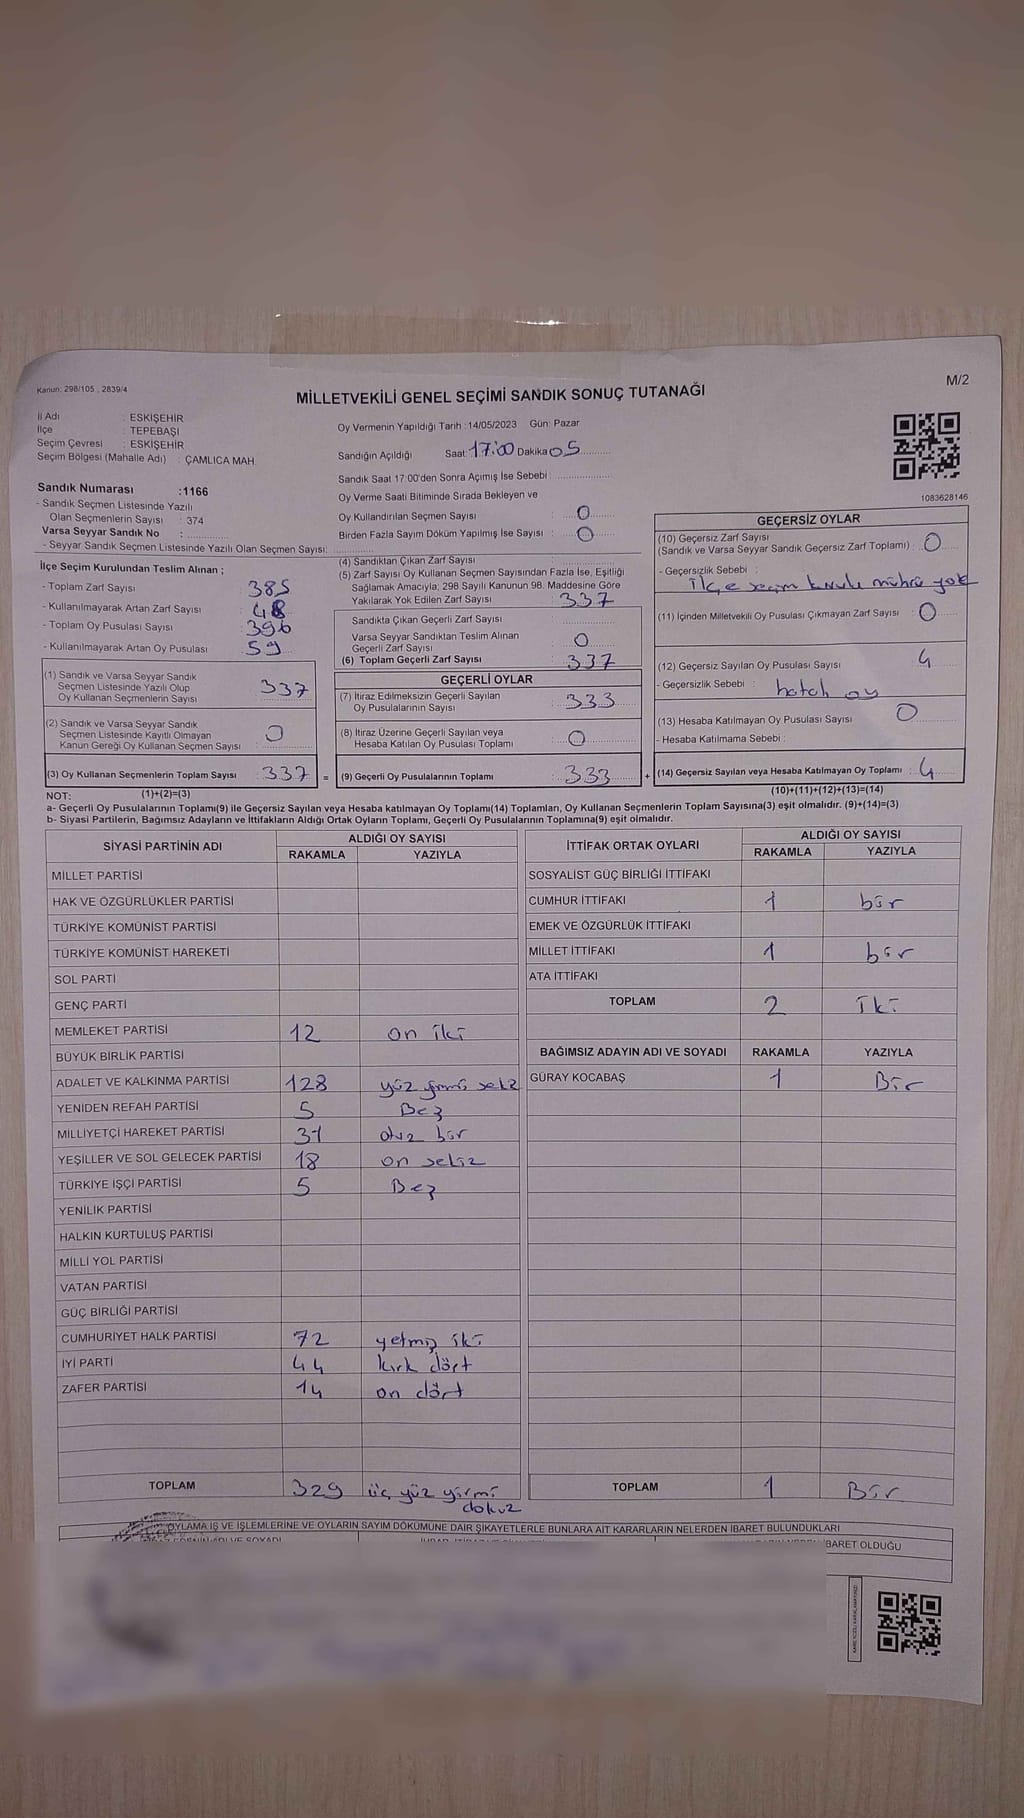 Kanun: 298/105 , 2839/4
M/2
MİLLETVEKİLİ GENEL SEÇİMİ SANDIK SONUÇ TUTANAĞI
İl Adı : ESKİŞEHİR
İlçe : TEPEBAŞI
Seçim Çevresi : ESKİŞEHİR
Seçim Bölgesi (Mahalle Adı) : ÇAMLICA MAH.
Sandık Numarası :1166
- Sandık Seçmen Listesinde Yazılı
Olan Seçmenlerin Sayısı : 374
Varsa Seyyar Sandık No :
- Seyyar Sandık Seçmen Listesinde Yazılı Olan Seçmen Sayısı:
Oy Vermenin Yapıldığı Tarih :14/05/2023 Gün: Pazar
Sandığın Açıldığı Saat: 17:00 Dakika 05
Sandık Saat 17:00'den Sonra Açımış İse Sebebi :
Oy Verme Saati Bitiminde Sırada Bekleyen ve
Oy Kullandırılan Seçmen Sayısı : 0
Birden Fazla Sayım Döküm Yapılmış İse Sayısı : 0
1083628146
İlçe Seçim Kurulundan Teslim Alınan ;
- Toplam Zarf Sayısı : 385
- Kullanılmayarak Artan Zarf Sayısı : 48
- Toplam Oy Pusulası Sayısı : 396
- Kullanılmayarak Artan Oy Pusulası : 59
(1) Sandık ve Varsa Seyyar Sandık
Seçmen Listesinde Yazılı Olup
Oy Kullanan Seçmenlerin Sayısı : 337
(2) Sandık ve Varsa Seyyar Sandık
Seçmen Listesinde Kayıtlı Olmayan
Kanun Gereği Oy Kullanan Seçmen Sayısı : 0
(3) Oy Kullanan Seçmenlerin Toplam Sayısı : 337 =
(4) Sandıktan Çıkan Zarf Sayısı :
(5) Zarf Sayısı Oy Kullanan Seçmen Sayısından Fazla İse, Eşitliği
Sağlamak Amacıyla, 298 Sayılı Kanunun 98. Maddesine Göre
Yakılarak Yok Edilen Zarf Sayısı : 337
Sandıkta Çıkan Geçerli Zarf Sayısı :
Varsa Seyyar Sandıktan Teslim Alınan
Geçerli Zarf Sayısı : 0
(6) Toplam Geçerli Zarf Sayısı : 337
GEÇERLİ OYLAR
(7) İtiraz Edilmeksizin Geçerli Sayılan
Oy Pusulalarının Sayısı : 333
(8) İtiraz Üzerine Geçerli Sayılan veya
Hesaba Katılan Oy Pusulası Toplamı : 0
(9) Geçerli Oy Pusulalarının Toplamı : 333 +
GEÇERSİZ OYLAR
(10) Geçersiz Zarf Sayısı
(Sandık ve Varsa Seyyar Sandık Geçersiz Zarf Toplamı) : 0
- Geçersizlik Sebebi :
İlçe seçim kurulu mührü yok
(11) İçinden Milletvekili Oy Pusulası Çıkmayan Zarf Sayısı : 0
(12) Geçersiz Sayılan Oy Pusulası Sayısı : 4
- Geçersizlik Sebebi : hatalı oy
(13) Hesaba Katılmayan Oy Pusulası Sayısı : 0
- Hesaba Katılmama Sebebi :
(14) Geçersiz Sayılan veya Hesaba Katılmayan Oy Toplamı : 4
NOT: (1)+(2)=(3)
(10)+(11)+(12)+(13)=(14)
a- Geçerli Oy Pusulalarının Toplamı(9) ile Geçersiz Sayılan veya Hesaba katılmayan Oy Toplamı(14) Toplamları, Oy Kullanan Seçmenlerin Toplam Sayısına(3) eşit olmalıdır. (9)+(14)=(3)
b- Siyasi Partilerin, Bağımsız Adayların ve İttifakların Aldığı Ortak Oyların Toplamı, Geçerli Oy Pusulalarının Toplamına(9) eşit olmalıdır.
SİYASİ PARTİNİN ADI
ALDIĞI OY SAYISI
RAKAMLA YAZIYLA
MİLLET PARTİSİ
HAK VE ÖZGÜRLÜKLER PARTİSİ
TÜRKİYE KOMÜNİST PARTİSİ
TÜRKİYE KOMÜNİST HAREKETİ
SOL PARTİ
GENÇ PARTİ
MEMLEKET PARTİSİ 12 on iki
BÜYÜK BİRLİK PARTİSİ
ADALET VE KALKINMA PARTİSİ 128 yüz yirmi sekiz
YENİDEN REFAH PARTİSİ 5 Beş
MİLLİYETÇİ HAREKET PARTİSİ 31 otuz bir
YEŞİLLER VE SOL GELECEK PARTİSİ 18 on sekiz
TÜRKİYE İŞÇİ PARTİSİ 5 Beş
YENİLİK PARTİSİ
HALKIN KURTULUŞ PARTİSİ
MİLLİ YOL PARTİSİ
VATAN PARTİSİ
GÜÇ BİRLİĞİ PARTİSİ
CUMHURİYET HALK PARTİSİ 72 yetmiş iki
İYİ PARTİ 44 kırk dört
ZAFER PARTİSİ 14 on dört
TOPLAM 329 üç yüz yirmi
dokuz
İTTİFAK ORTAK OYLARI
ALDIĞI OY SAYISI
RAKAMLA YAZIYLA
SOSYALİST GÜÇ BİRLİĞİ İTTİFAKI
CUMHUR İTTİFAKI 1 bir
EMEK VE ÖZGÜRLÜK İTTİFAKI
MİLLET İTTİFAKI 1 bir
ATA İTTİFAKI
TOPLAM 2 İki
BAĞIMSIZ ADAYIN ADI VE SOYADI RAKAMLA YAZIYLA
GÜRAY KOCABAŞ 1 Bir
TOPLAM 1 Bir
OYLAMA İŞ VE İŞLEMLERİNE VE OYLARIN SAYIM DÖKÜMÜNE DAİR ŞİKAYETLERLE BUNLARA AİT KARARLARIN NELERDEN İBARET BULUNDUKLARI
BARET OLDUĞU